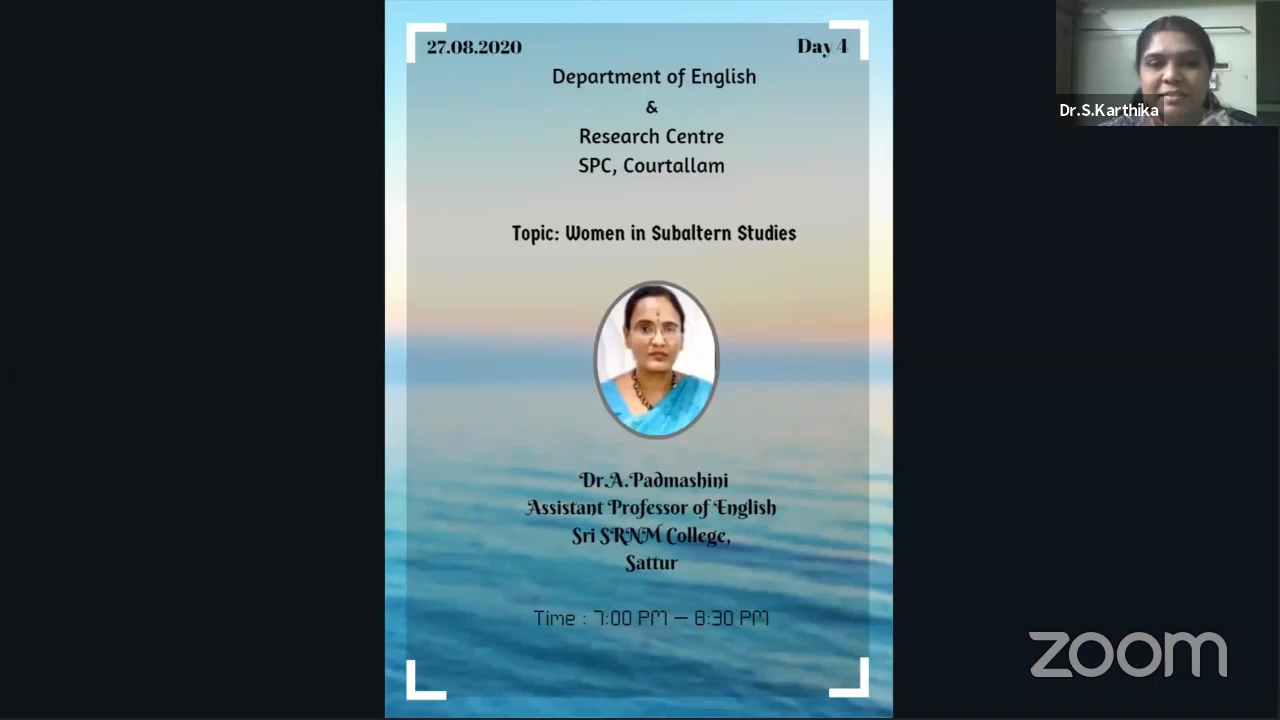 27.08.2020
Day 4
Department of English
&
Research Centre
SPC, Courtallam
Topic: Women in Subaltern Studies
Dr.A.Padmashini
Assistant Professor of English
Sri SRNM College,
Sattur
Time : 7:00 PM – 8:30 PM
Dr.S.Karthika
zoom